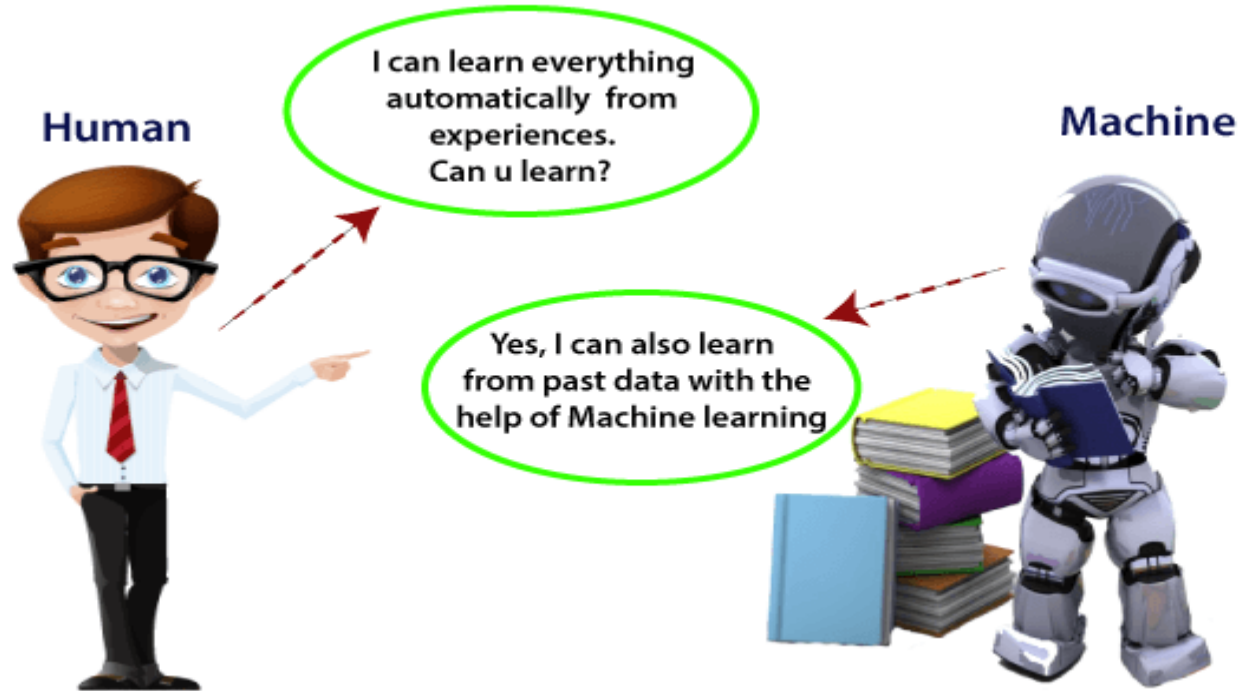 Human
I can learn everything
automatically from
experiences.
Can u learn?
Machine
Yes, I can also learn
from past data with the
help of Machine learning